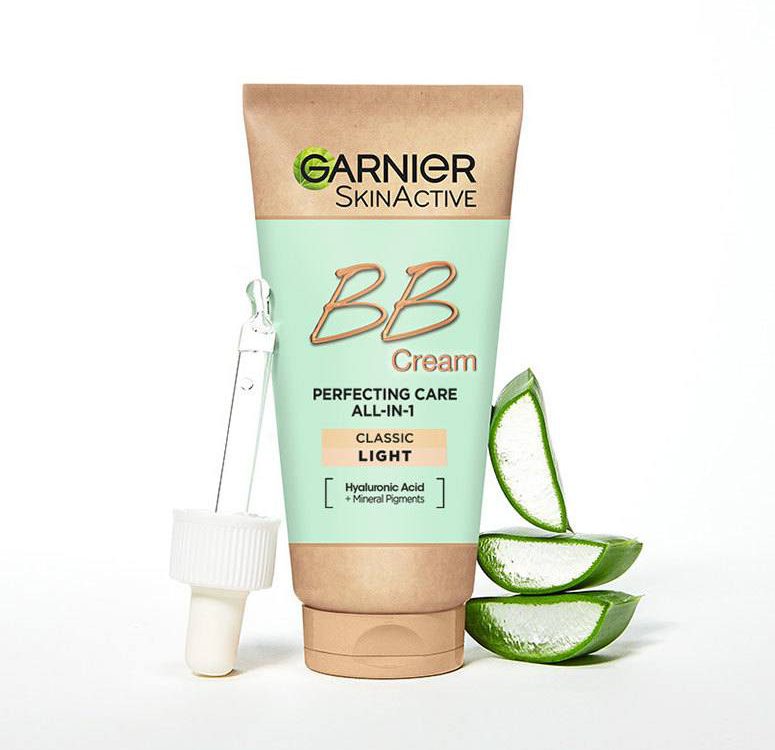 GARNIER
SKINACTIVE
BB
Cream
PERFECTING CARE
ALL-IN-1
CLASSIC
LIGHT
Hyaluronic Acid
+ Mineral Pigments